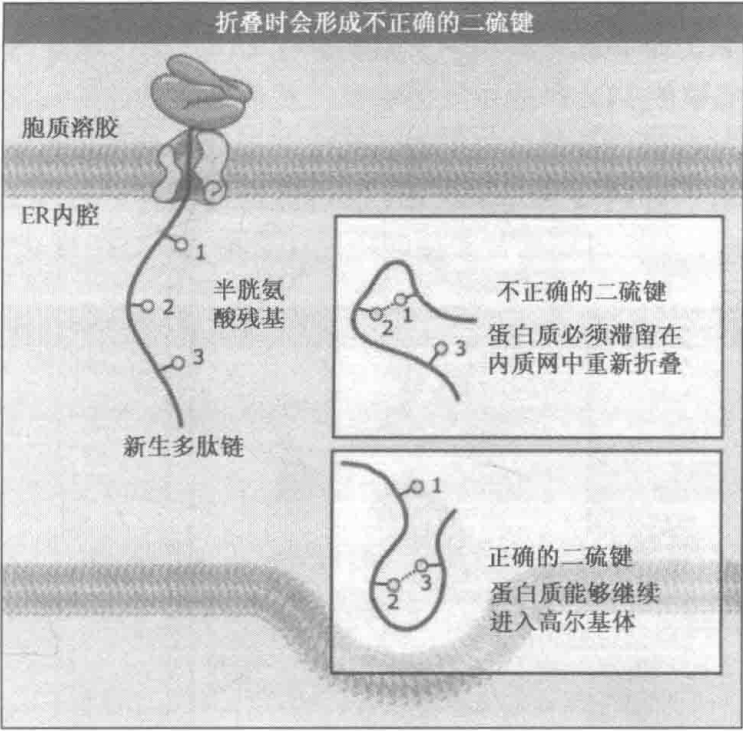 折叠时会形成不正确的二硫键
胞质溶胶
ER内腔
1
2
3
半胱氨
酸残基
新生多肽链
2
1
3
不正确的二硫键
蛋白质必须滞留在
内质网中重新折叠
1
2
3
正确的二硫键
蛋白质能够继续
进入高尔基体